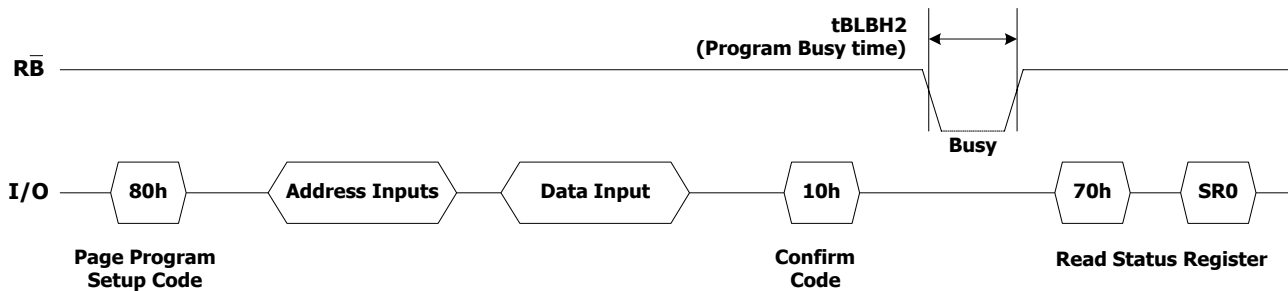 tBLBH2
(Program Busy time)
RB̅
Busy
I/O
80h
Address Inputs
Data Input
10h
70h
SR0
Page Program
Setup Code
Confirm
Code
Read Status Register